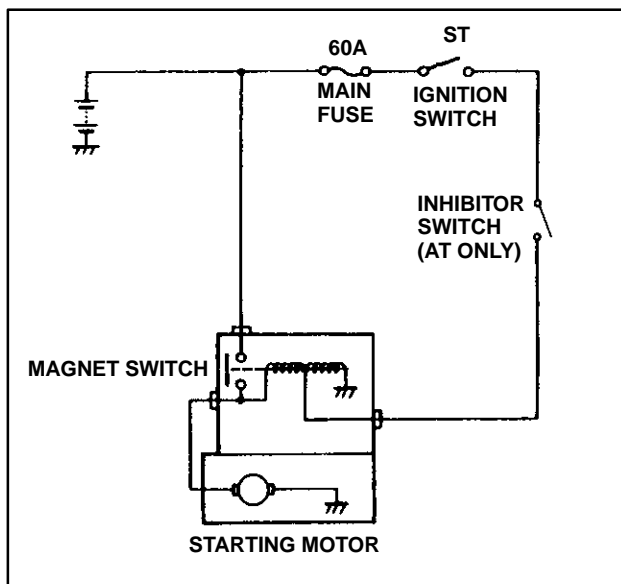 60A
MAIN
FUSE
ST
IGNITION
SWITCH
INHIBITOR
SWITCH
(AT ONLY)
MAGNET SWITCH
STARTING MOTOR